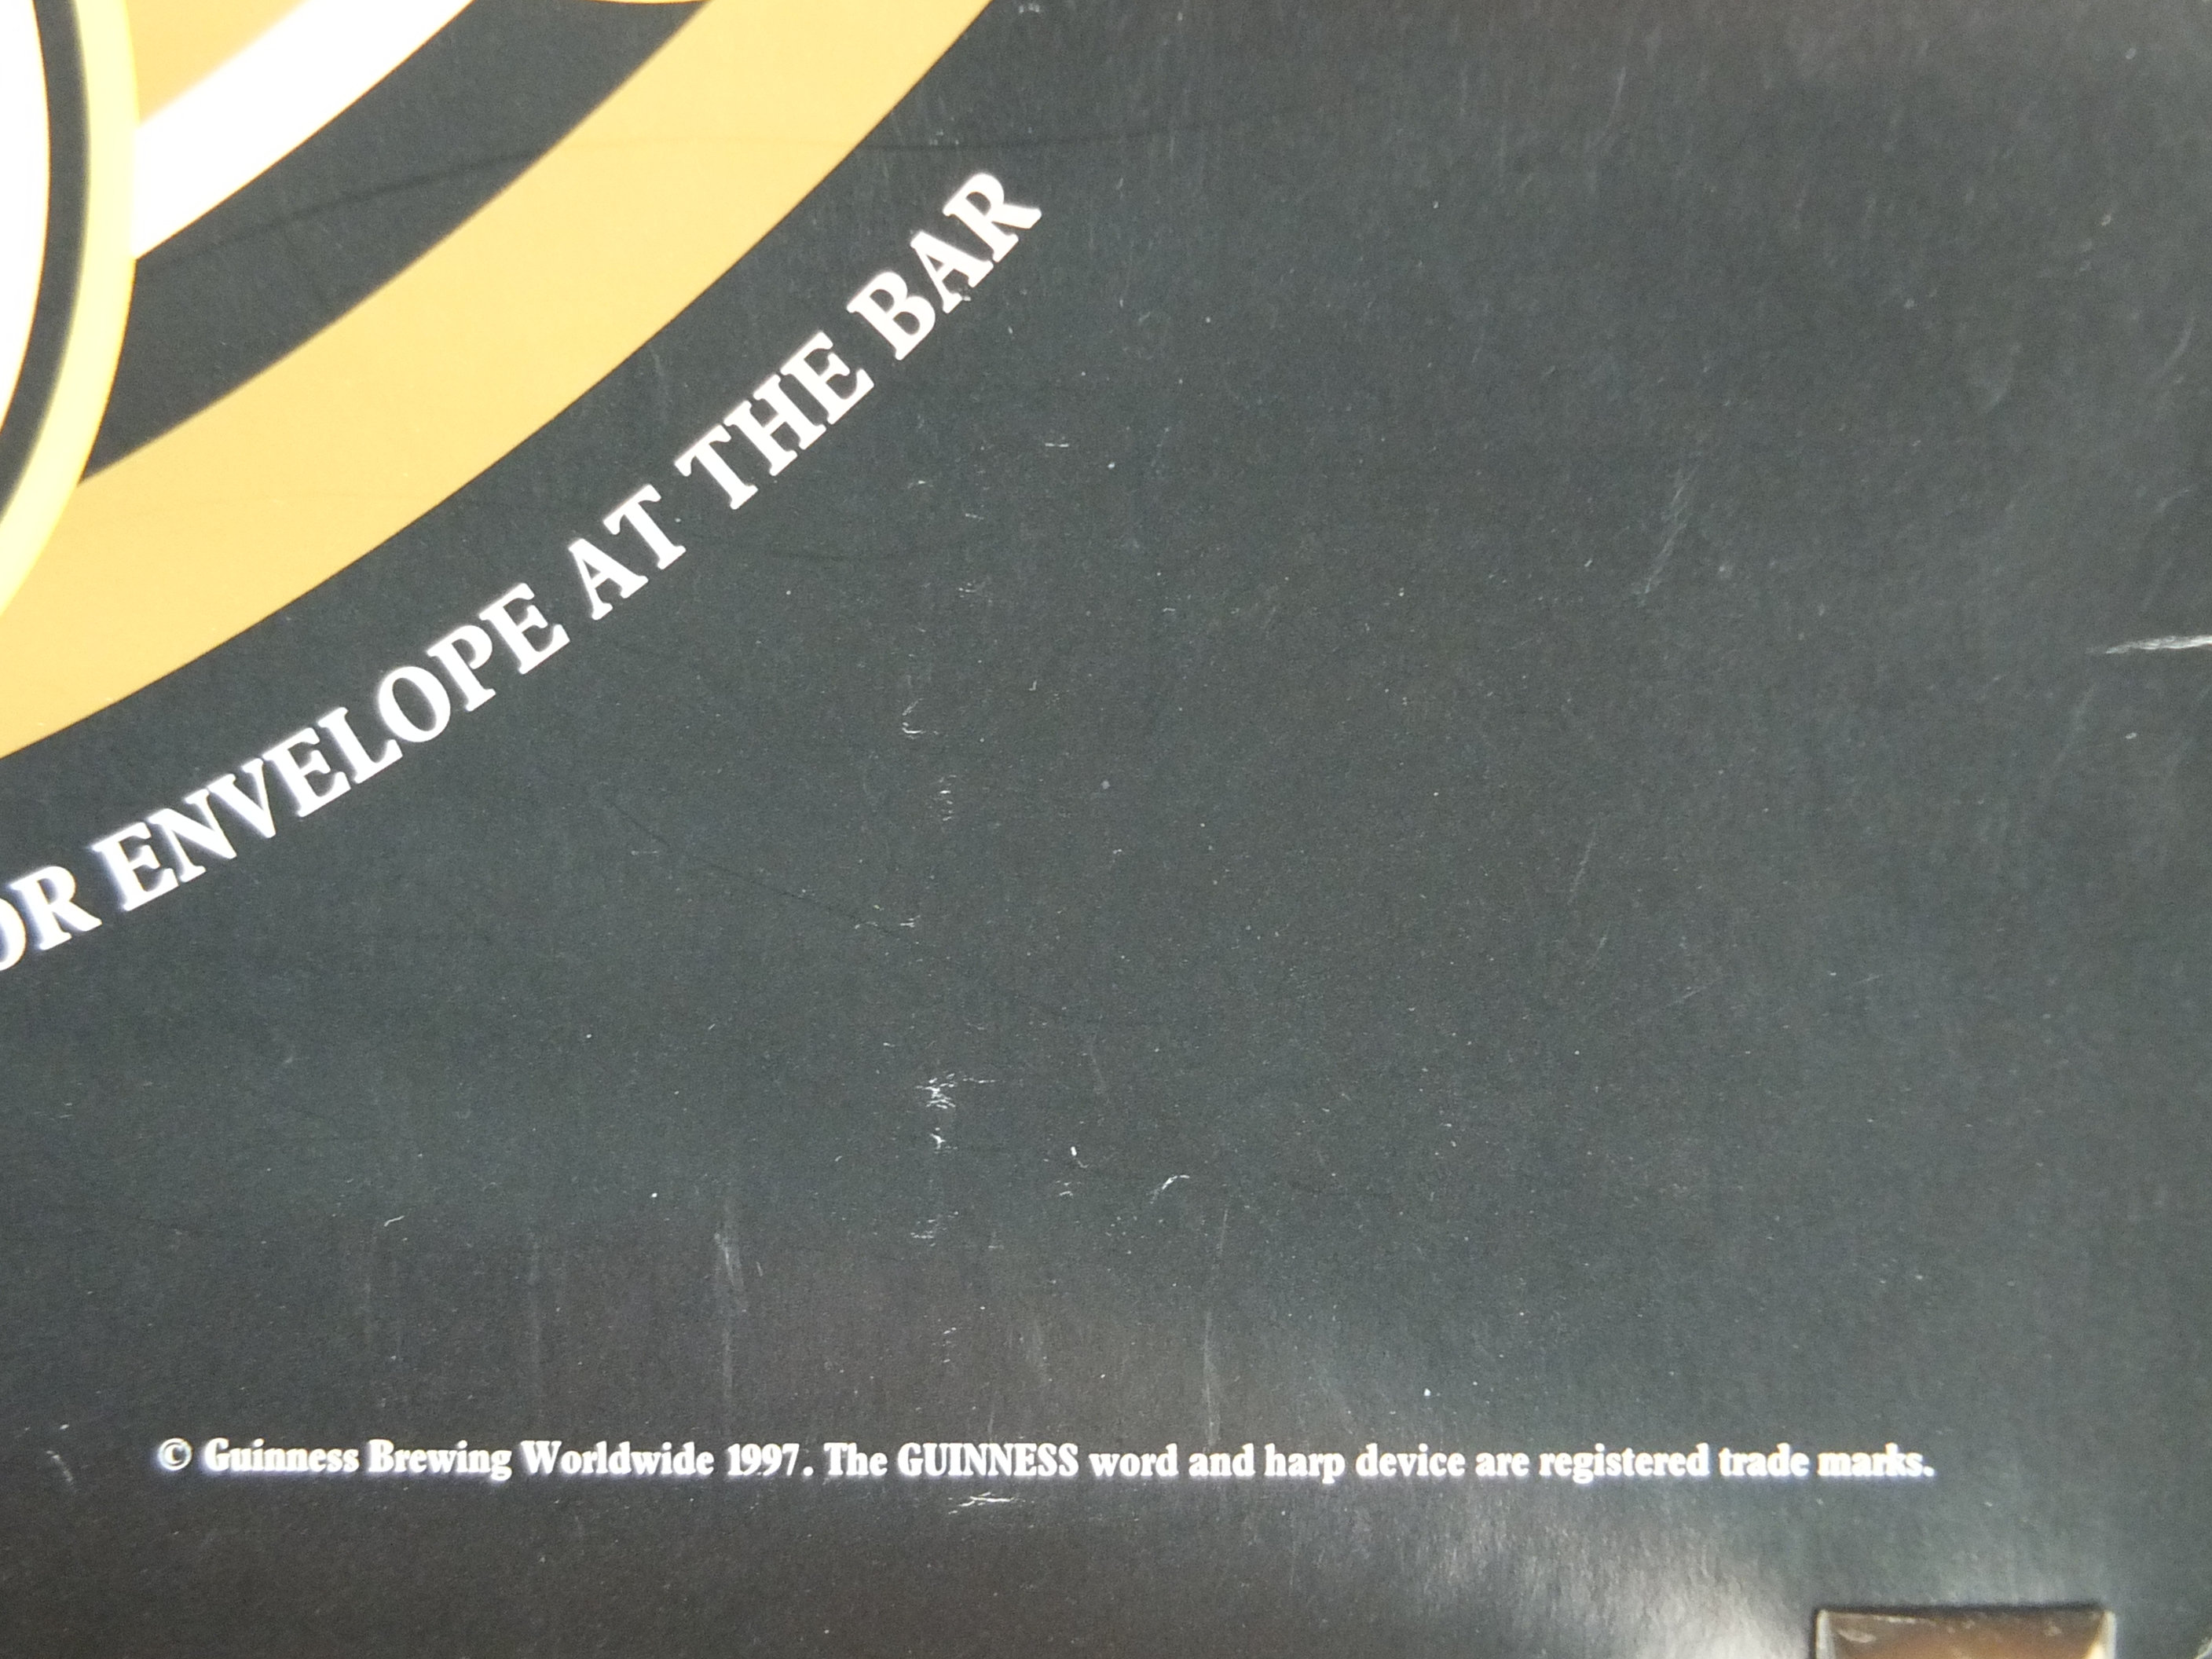 OR ENVELOPE AT THE BAR
© Guinness Brewing Worldwide 1997. The GUINNESS word and harp device are registered trade marks.